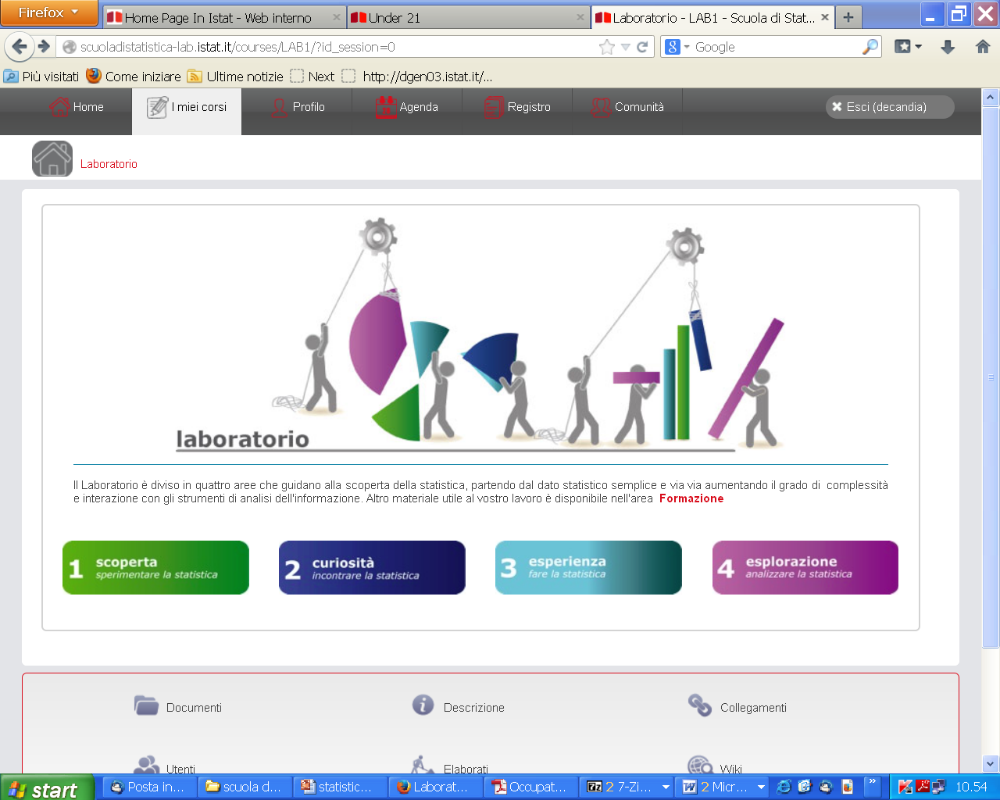 Firefox
Home Page In Istat - Web interno
Under 21
Laboratorio - LAB1 - Scuola di Stat...
scuoladistatistica-lab.istat.it/courses/LAB1/?id_session=0
Google
Più visitati
Come iniziare
Ultime notizie
Next
http://dgen03.istat.it/...
Home
I miei corsi
Profilo
Agenda
Registro
Comunità
Esci (decandia)
Laboratorio
laboratorio
Il Laboratorio è diviso in quattro aree che guidano alla scoperta della statistica, partendo dal dato statistico semplice e via via aumentando il grado di complessità
e interazione con gli strumenti di analisi dell'informazione. Altro materiale utile al vostro lavoro è disponibile nell'area Formazione
1 scoperta
sperimentare la statistica
2 curiosità
incontrare la statistica
3 esperienza
fare la statistica
4 esplorazione
analizzare la statistica
Documenti
Descrizione
Collegamenti
Utenti
Elaborati
Wiki
start
Posta in...
scuola d...
statistic...
Laborat...
Occupat...
2 7-Zi...
2 Micr...
10.54